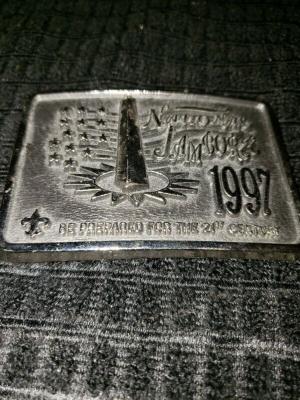 National
Jamboree
1997
BE PREPARED FOR THE 21ST CENTURY